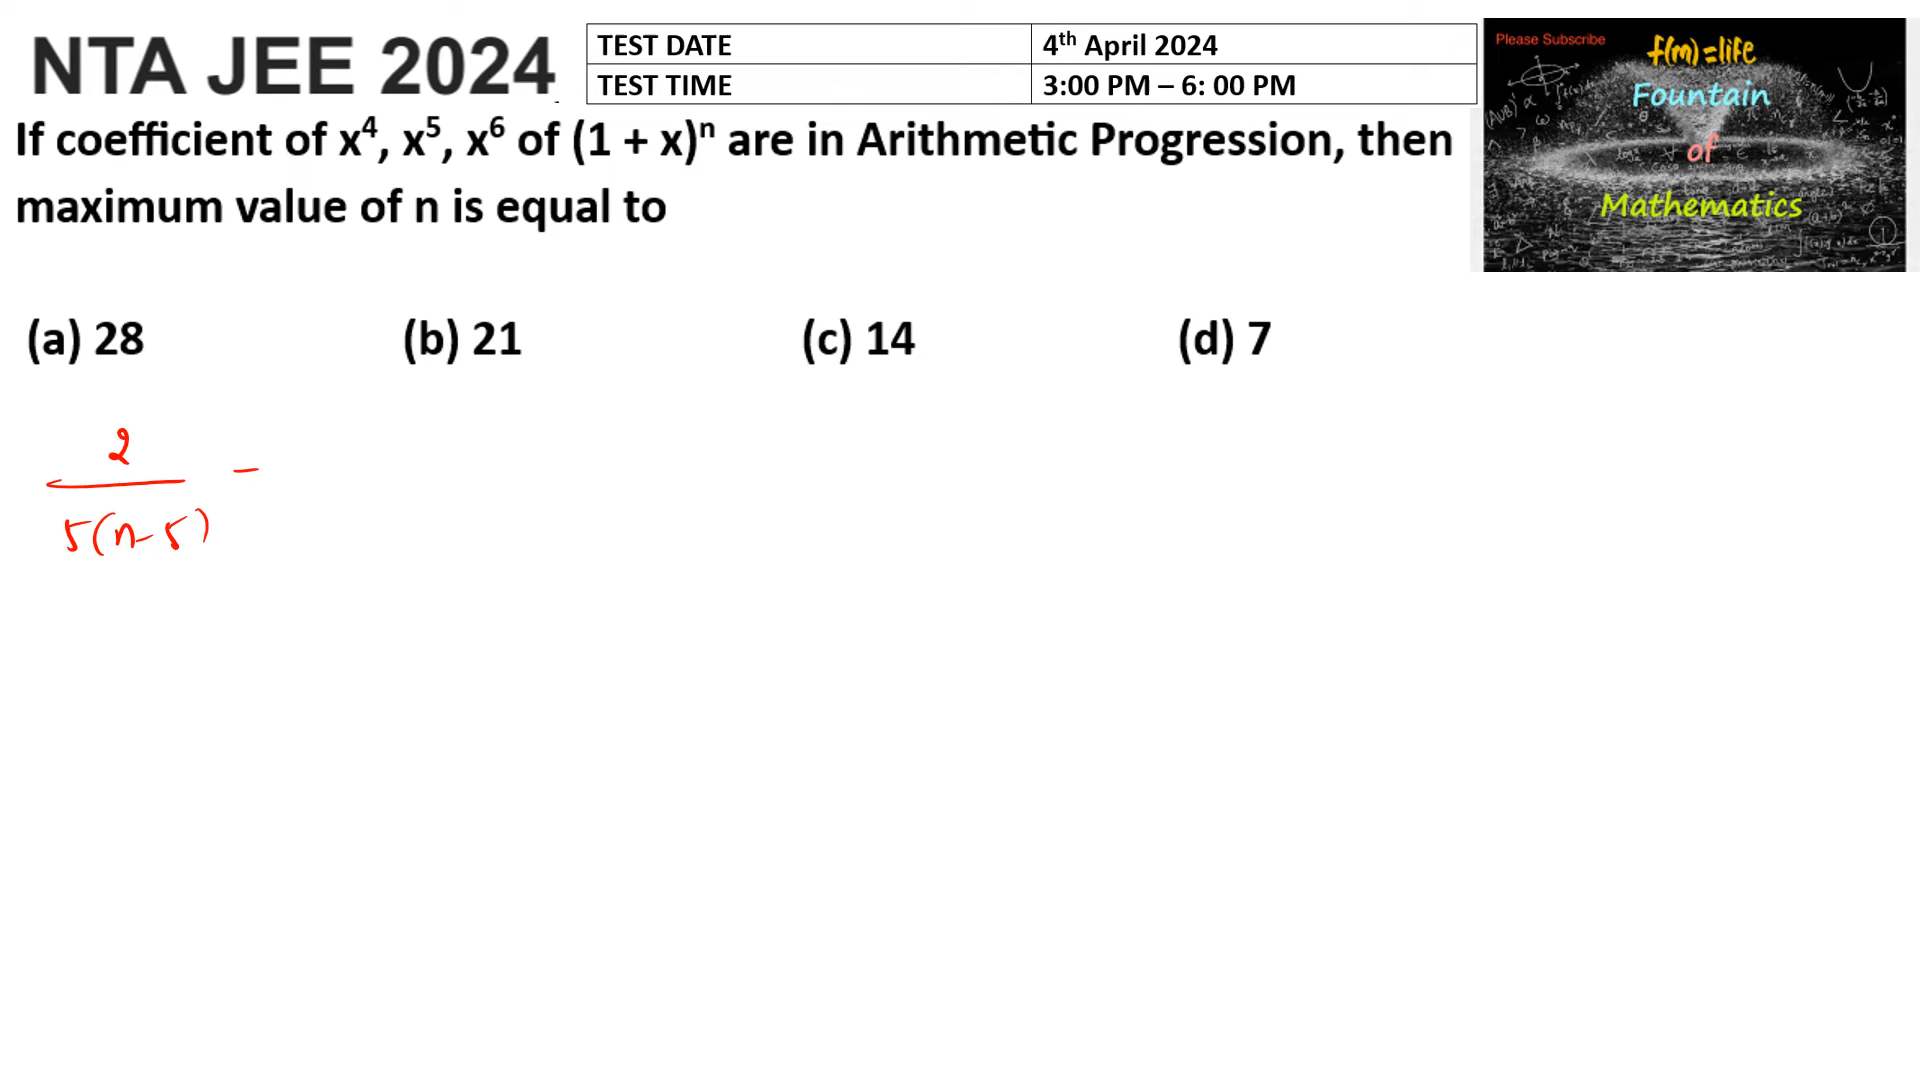 NTA JEE 2024
TEST DATE 4th April 2024
TEST TIME 3:00 PM – 6: 00 PM
Please Subscribe
f(m)=life
Fountain
of
Mathematics
If coefficient of x⁴, x⁵, x⁶ of (1 + x)ⁿ are in Arithmetic Progression, then
maximum value of n is equal to
(a) 28 (b) 21 (c) 14 (d) 7
2
5(n-5)